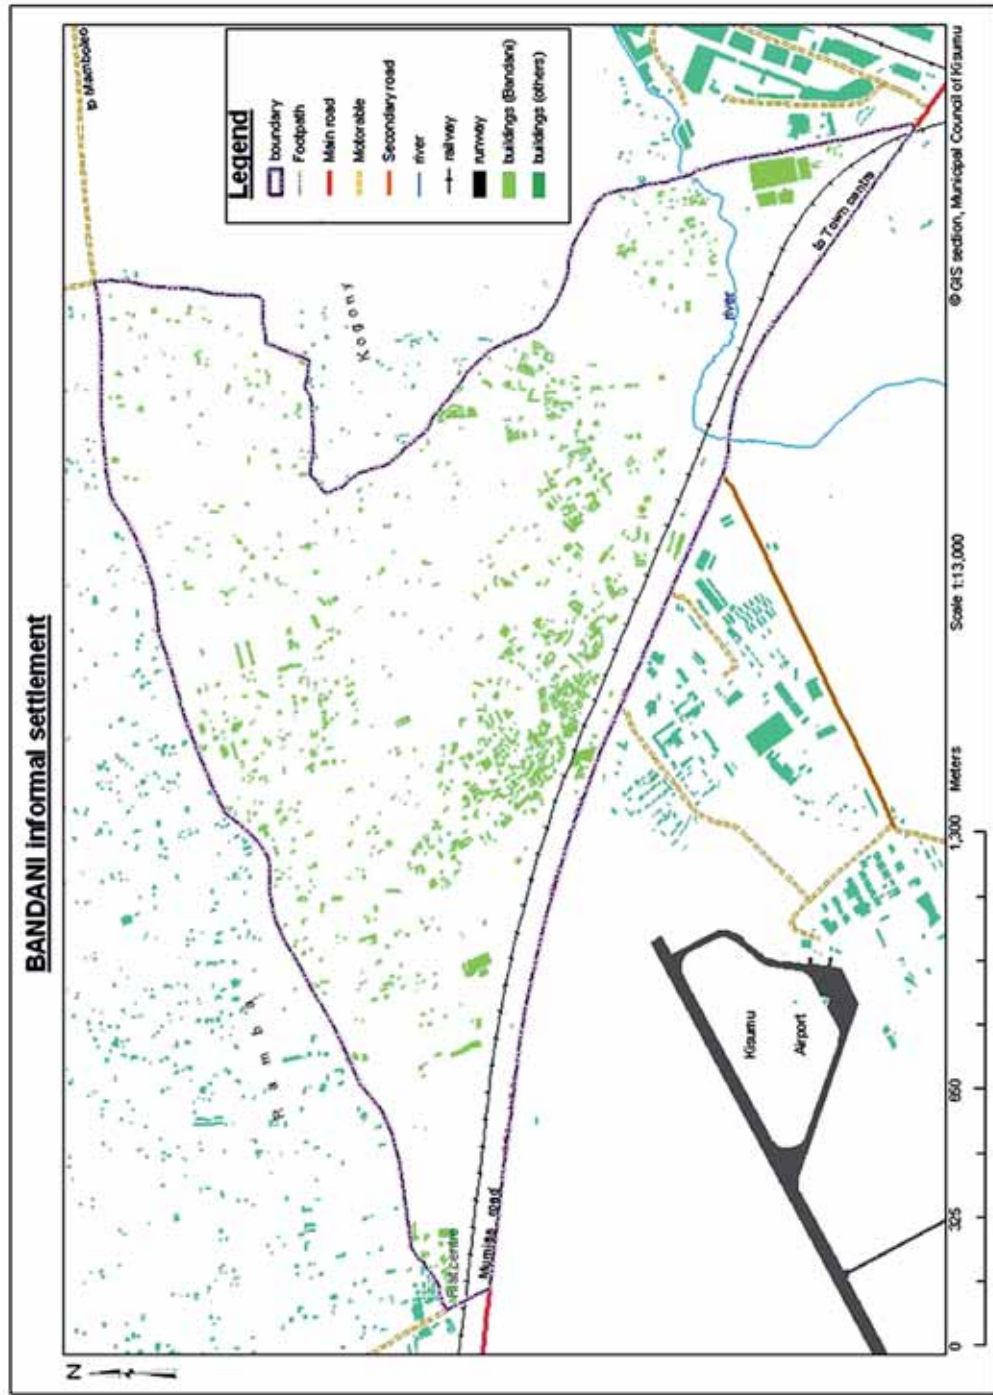 BANDANI informal settlement
to Mamboleo
Legend
boundary
Footpath
Main road
Motorable
Secondary road
river
railway
runway
buildings (Bandani)
buildings (others)
Kogony
N
river
to Town centre
Mumias road
Kisumu
Airport
0 325 650 1,300 Meters Scale 1:13,000
© GIS section, Municipal Council of Kisumu